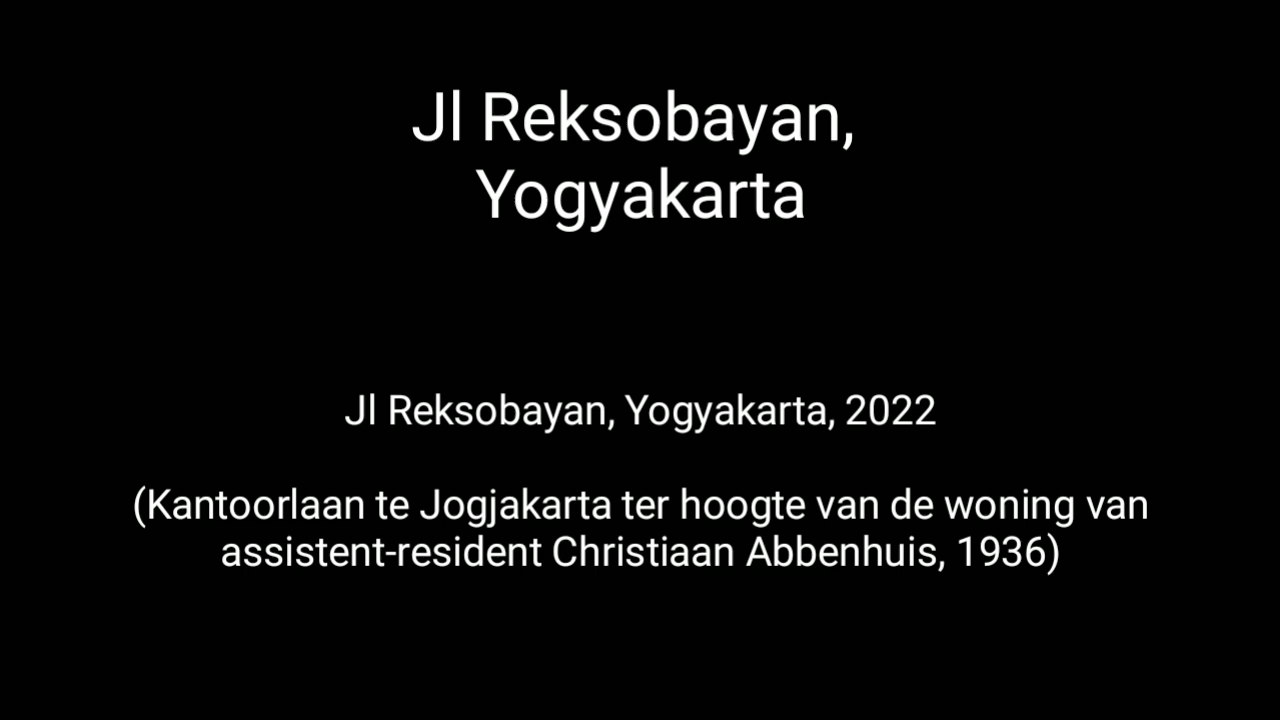 Jl Reksobayan,
Yogyakarta
Jl Reksobayan, Yogyakarta, 2022
(Kantoorlaan te Jogjakarta ter hoogte van de woning van
assistent-resident Christiaan Abbenhuis, 1936)